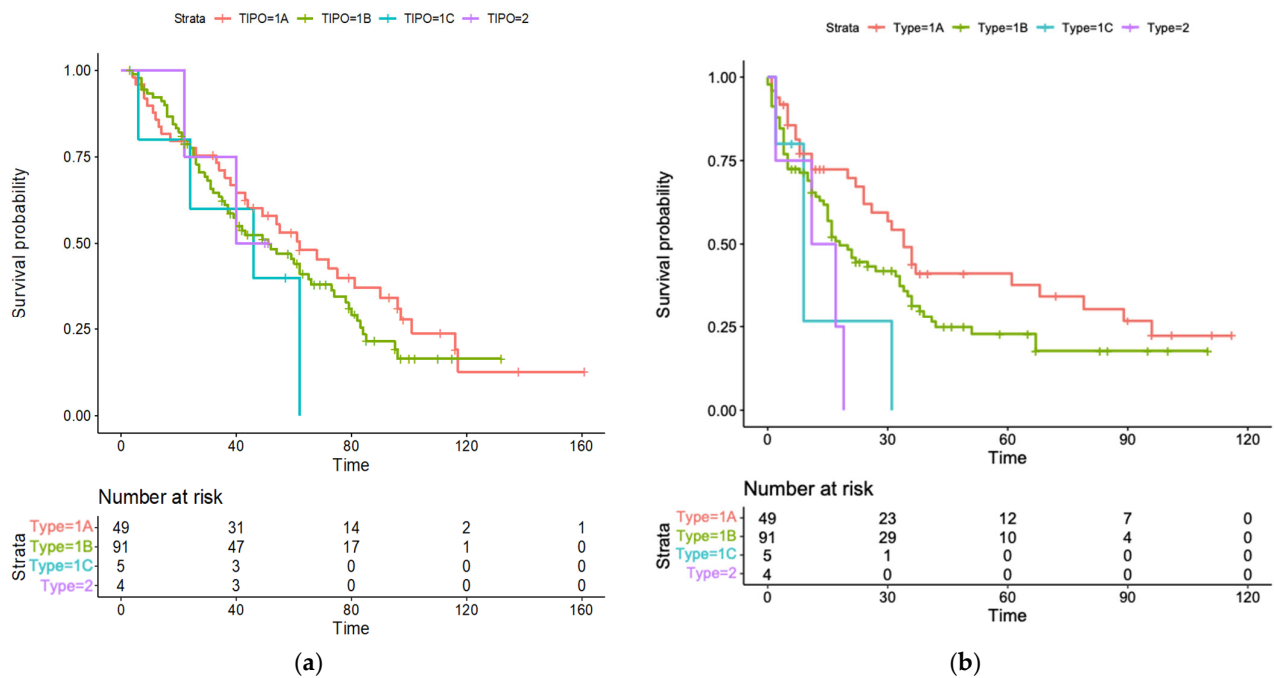 Strata TIPO=1A TIPO=1B TIPO=1C TIPO=2
1.00
0.75
0.50
0.25
0.00
Survival probability
0 40 80 120 160
Time
Number at risk
Strata
Type=1A 49 31 14 2 1
Type=1B 91 47 17 1 0
Type=1C 5 3 0 0 0
Type=2 4 3 0 0 0
0 40 80 120 160
Time
(a)
Strata Type=1A Type=1B Type=1C Type=2
1.00
0.75
0.50
0.25
0.00
Survival probability
0 30 60 90 120
Time
Number at risk
Strata
Type=1A 49 23 12 7 0
Type=1B 91 29 10 4 0
Type=1C 5 1 0 0 0
Type=2 4 0 0 0 0
0 30 60 90 120
Time
(b)